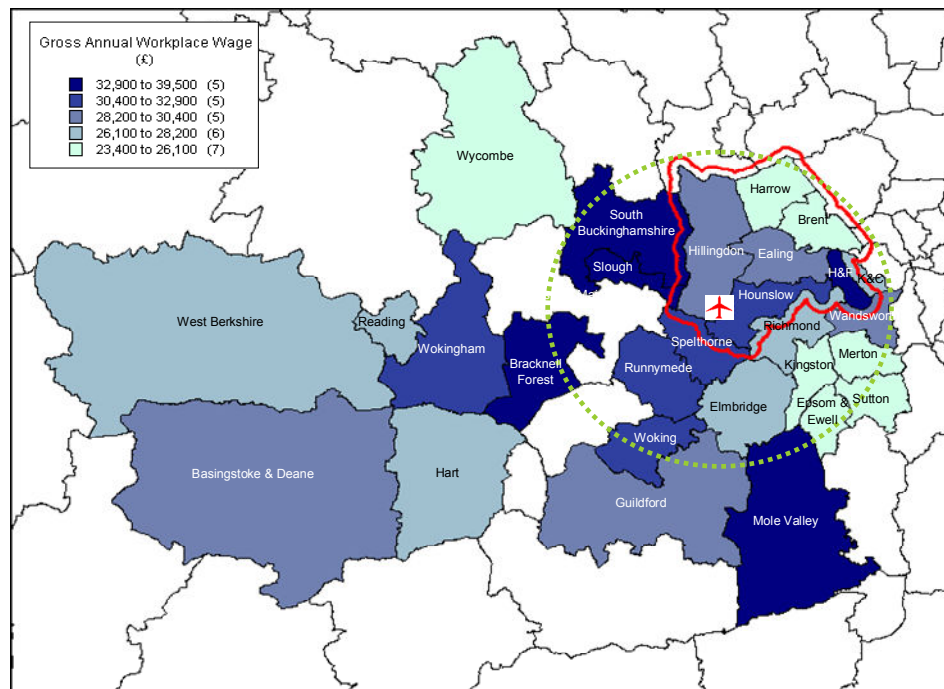 Gross Annual Workplace Wage
(£)
32,900 to 39,500 (5)
30,400 to 32,900 (5)
28,200 to 30,400 (5)
26,100 to 28,200 (6)
23,400 to 26,100 (7)
Wycombe
Harrow
South
Buckinghamshire
Brent
Hillingdon
Ealing
Slough
H&F
K&C
Ma
Hounslow
West Berkshire
Reading
Richmond
Wandswor
Wokingham
Spelthorne
Bracknell
Forest
Runnymede
Kingston
Merton
Elmbridge
Epsom &
Ewell
Sutton
Woking
Basingstoke & Deane
Hart
Guildford
Mole Valley